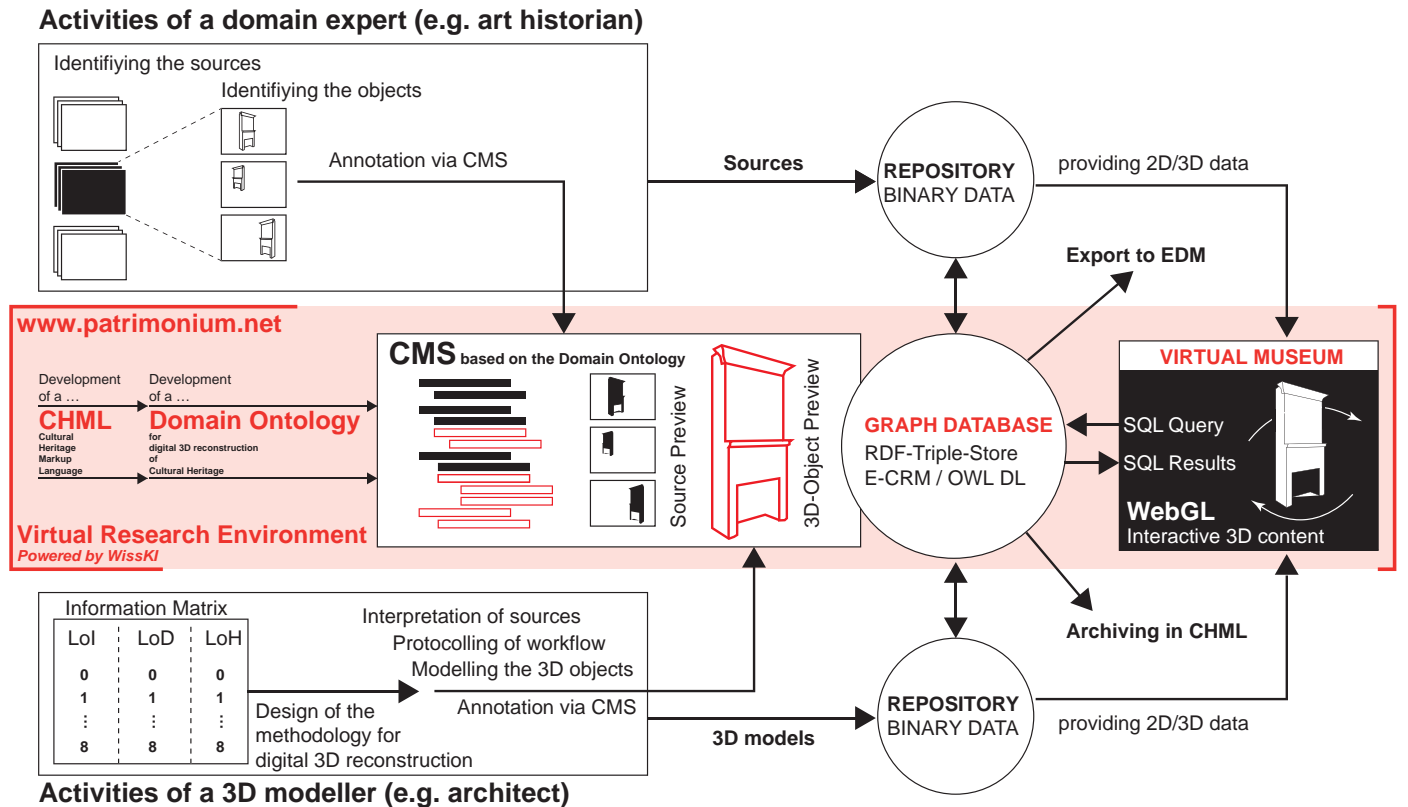 Activities of a domain expert (e.g. art historian)
Identifiying the sources
Identifiying the objects
Annotation via CMS
Sources
REPOSITORY
BINARY DATA
providing 2D/3D data
Export to EDM
www.patrimonium.net
Development
of a …
CHML
Cultural
Heritage
Markup
Language
Development
of a …
Domain Ontology
for
digital 3D reconstruction
of
Cultural Heritage
Virtual Research Environment
Powered by WissKI
CMS based on the Domain Ontology
Source Preview
3D-Object Preview
GRAPH DATABASE
RDF-Triple-Store
E-CRM / OWL DL
VIRTUAL MUSEUM
SQL Query
SQL Results
WebGL
Interactive 3D content
Information Matrix
LoI LoD LoH
0 0 0
1 1 1
⋮ ⋮ ⋮
8 8 8
Design of the
methodology for
digital 3D reconstruction
Interpretation of sources
Protocolling of workflow
Modelling the 3D objects
Annotation via CMS
3D models
REPOSITORY
BINARY DATA
providing 2D/3D data
Archiving in CHML
Activities of a 3D modeller (e.g. architect)